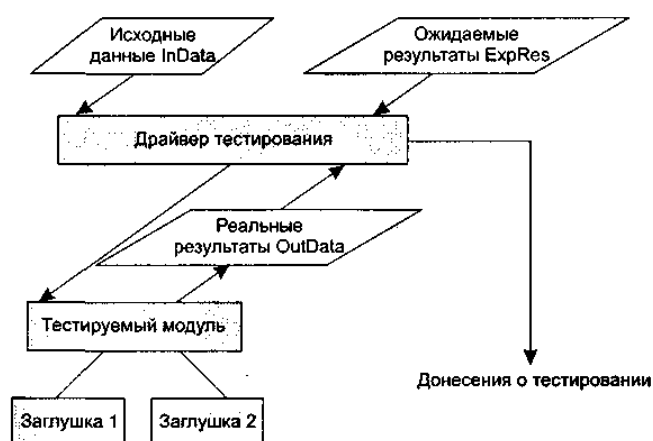 Исходные
данные InData
Ожидаемые
результаты ExpRes
Драйвер тестирования
Реальные
результаты OutData
Тестируемый модуль
Донесения о тестировании
Заглушка 1
Заглушка 2